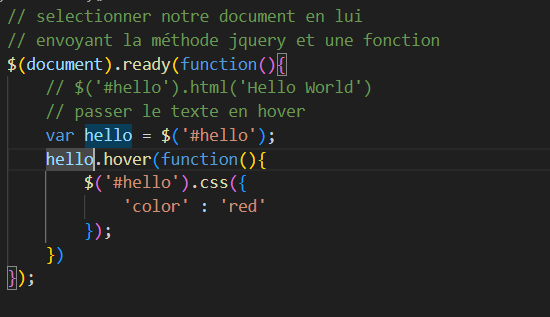 // selectionner notre document en lui
// envoyant la méthode jquery et une fonction
$(document).ready(function(){
    // $('#hello').html('Hello World')
    // passer le texte en hover
    var hello = $('#hello');
    hello.hover(function(){
        $('#hello').css({
            'color' : 'red'
        });
    })
});